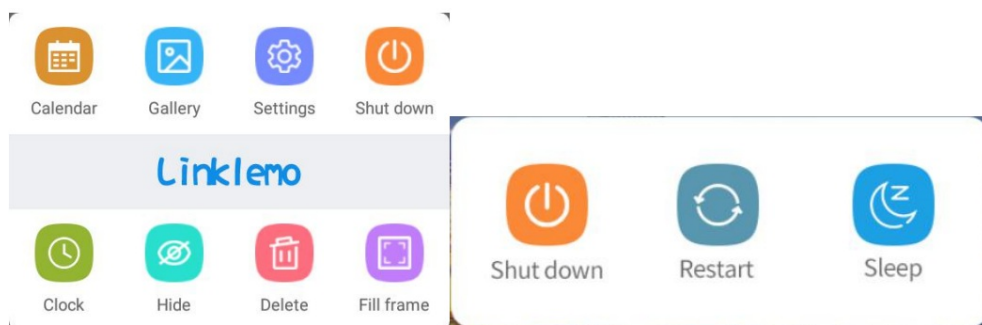 Calendar Gallery Settings Shut down
Linklemo
Clock Hide Delete Fill frame
Shut down Restart Sleep